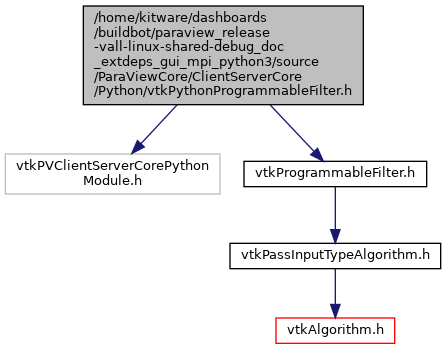 /home/kitware/dashboards
/buildbot/paraview_release
-vall-linux-shared-debug_doc
_extdeps_gui_mpi_python3/source
/ParaViewCore/ClientServerCore
/Python/vtkPythonProgrammableFilter.h
vtkPVClientServerCorePython
Module.h
vtkProgrammableFilter.h
vtkPassInputTypeAlgorithm.h
vtkAlgorithm.h